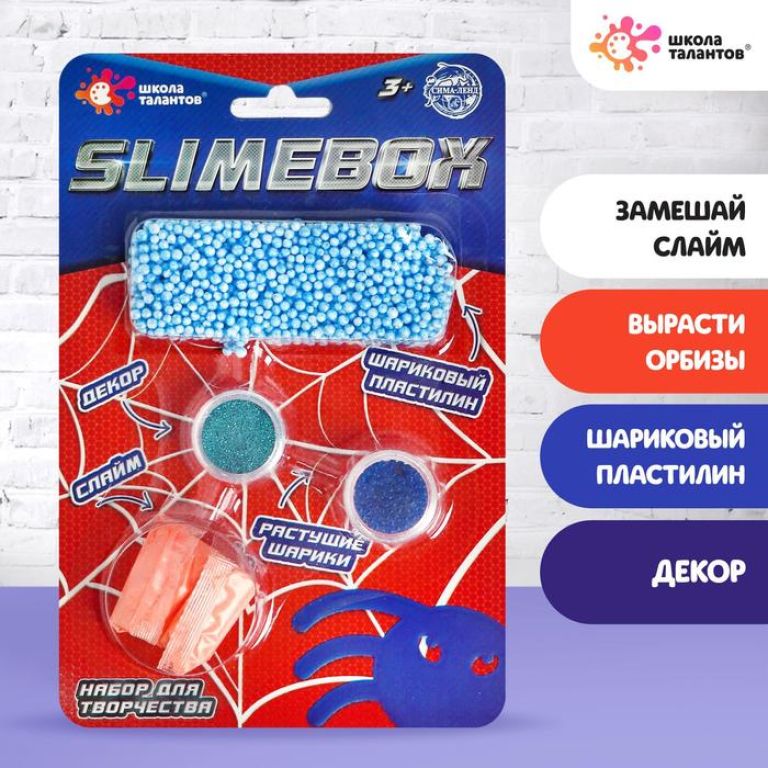 ШКОЛА
ТАЛАНТОВ
ШКОЛА
ТАЛАНТОВ
3+
СИМА-ЛЕНД
SLIMEBOX
ЗАМЕШАЙ
СЛАЙМ
ВЫРАСТИ
ОРБИЗЫ
ШАРИКОВЫЙ
ПЛАСТИЛИН
ДЕКОР
ШАРИКОВЫЙ
ПЛАСТИЛИН
ДЕКОР
СЛАЙМ
РАСТУЩИЕ
ШАРИКИ
НАБОР ДЛЯ
ТВОРЧЕСТВА